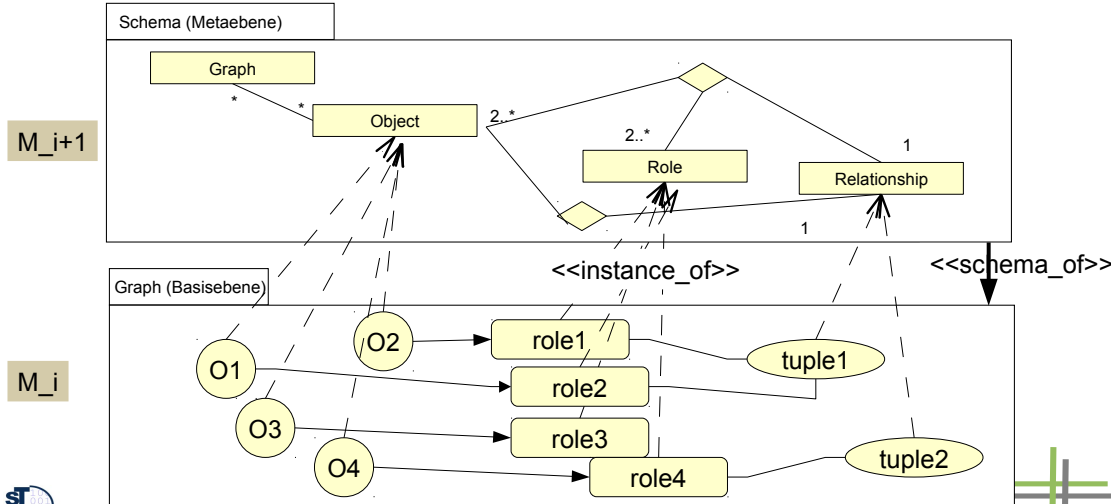 Schema (Metaebene)
Graph
*
*
Object
2..*
2..*
1
M_i+1
Role
Relationship
1
<<instance_of>>
<<schema_of>>
Graph (Basisebene)
O2
role1
tuple1
O1
M_i
role2
O3
role3
O4
role4
tuple2
ST